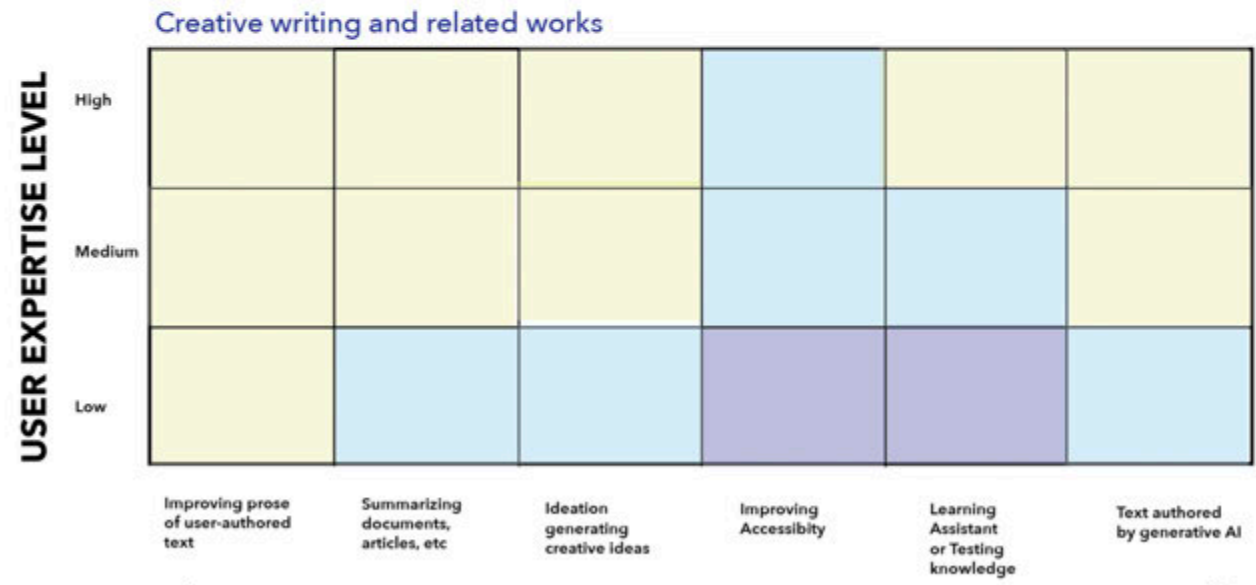 Creative writing and related works
USER EXPERTISE LEVEL
High
Medium
Low
Improving prose
of user-authored
text
Summarizing
documents,
articles, etc
Ideation
generating
creative ideas
Improving
Accessibity
Learning
Assistant
or Testing
knowledge
Text authored
by generative AI